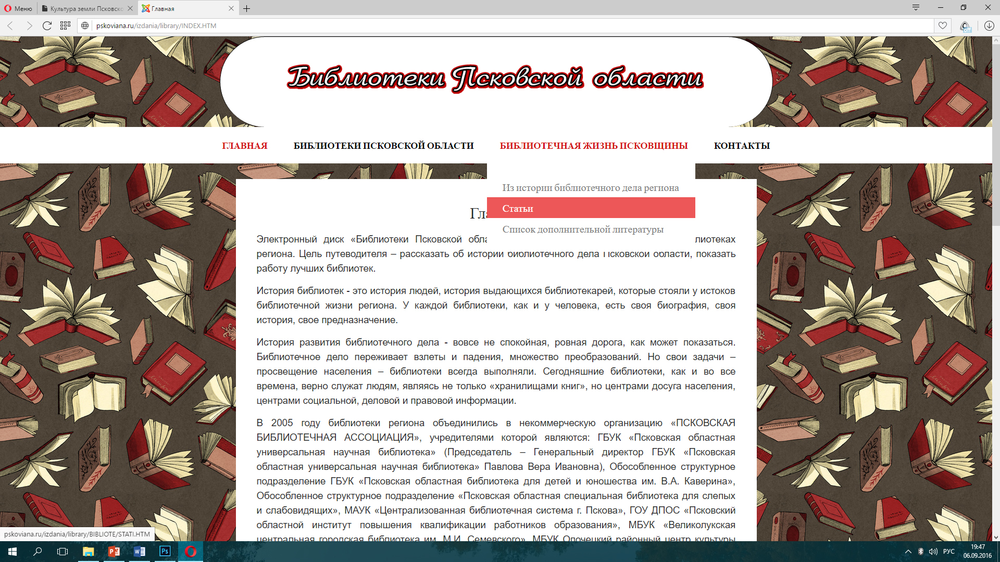 Меню
Культура земли Псковско
Главная
pskoviana.ru/izdania/library/INDEX.HTM
Библиотеки Псковской области
ГЛАВНАЯ БИБЛИОТЕКИ ПСКОВСКОЙ ОБЛАСТИ БИБЛИОТЕЧНАЯ ЖИЗНЬ ПСКОВЩИНЫ КОНТАКТЫ
Из истории библиотечного дела региона
Статьи
Список дополнительной литературы
Гла
Электронный диск «Библиотеки Псковской обла лиотеках
региона. Цель путеводителя – рассказать об истории библиотечного дела Псковской области, показать
работу лучших библиотек.
История библиотек - это история людей, история выдающихся библиотекарей, которые стояли у истоков
библиотечной жизни региона. У каждой библиотеки, как и у человека, есть своя биография, своя
история, свое предназначение.
История развития библиотечного дела - вовсе не спокойная, ровная дорога, как может показаться.
Библиотечное дело переживает взлеты и падения, множество преобразований. Но свои задачи –
просвещение населения – библиотеки всегда выполняли. Сегодняшние библиотеки, как и во все
времена, верно служат людям, являясь не только «хранилищами книг», но центрами досуга населения,
центрами социальной, деловой и правовой информации.
В 2005 году библиотеки региона объединились в некоммерческую организацию «ПСКОВСКАЯ
БИБЛИОТЕЧНАЯ АССОЦИАЦИЯ», учредителями которой являются: ГБУК «Псковская областная
универсальная научная библиотека» (Председатель – Генеральный директор ГБУК «Псковская
областная универсальная научная библиотека» Павлова Вера Ивановна), Обособленное структурное
подразделение ГБУК «Псковская областная библиотека для детей и юношества им. В.А. Каверина»,
Обособленное структурное подразделение «Псковская областная специальная библиотека для слепых
и слабовидящих», МАУК «Централизованная библиотечная система г. Пскова», ГОУ ДПОС «Псковский
областной институт повышения квалификации работников образования», МБУК «Великолукская
центральная городская библиотека им. М.И. Семевского», МБУК Опочецкий районный центр культуры
pskoviana.ru/izdania/library/BIBLIOTE/STATI.HTM
РУС
19:47
06.09.2016